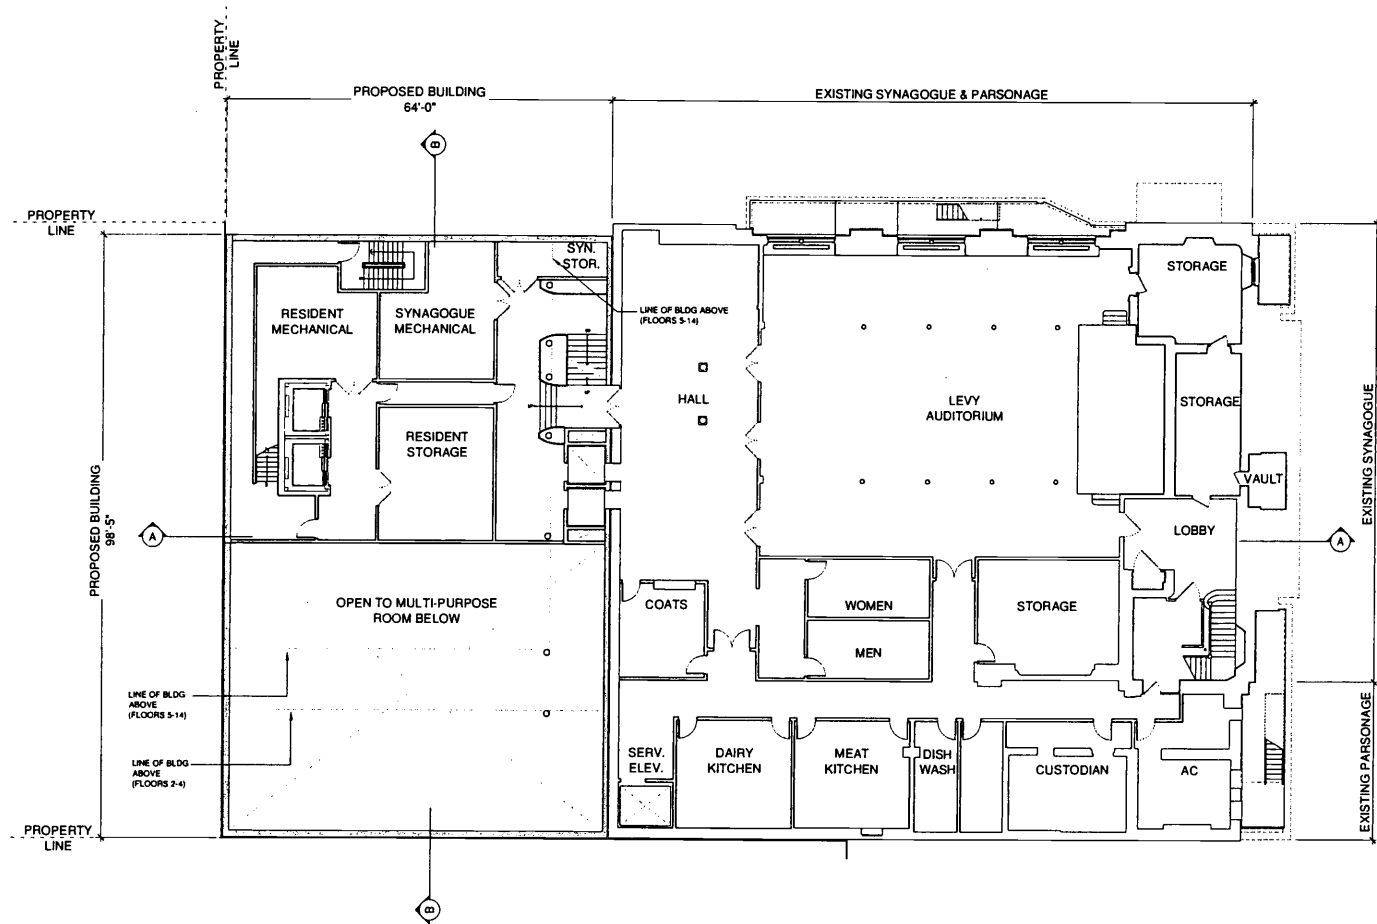 PROPERTY
LINE
PROPOSED BUILDING
64'-0"
EXISTING SYNAGOGUE & PARSONAGE
B
PROPERTY
LINE
SYN.
STOR.
STORAGE
RESIDENT
MECHANICAL
SYNAGOGUE
MECHANICAL
LINE OF BLDG ABOVE
(FLOORS 5-14)
HALL
LEVY
AUDITORIUM
STORAGE
RESIDENT
STORAGE
VAULT
EXISTING SYNAGOGUE
PROPOSED BUILDING
98'-5"
A
LOBBY
A
OPEN TO MULTI-PURPOSE
ROOM BELOW
COATS
WOMEN
STORAGE
MEN
LINE OF BLDG
ABOVE
(FLOORS 5-14)
LINE OF BLDG
ABOVE
(FLOORS 2-4)
SERV.
ELEV.
DAIRY
KITCHEN
MEAT
KITCHEN
DISH
WASH
CUSTODIAN
AC
EXISTING PARSONAGE
PROPERTY
LINE
B